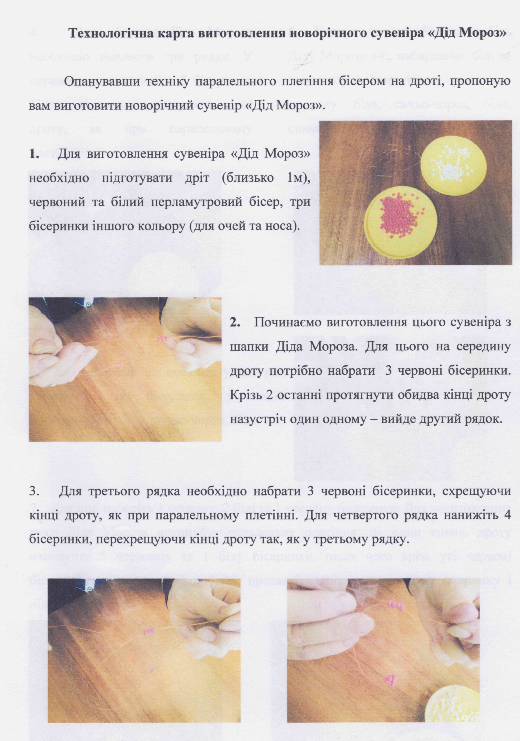 Технологічна карта виготовлення новорічного сувеніра «Дід Мороз»
Опанувавши техніку паралельного плетіння бісером на дроті, пропоную
вам виготовити новорічний сувенір «Дід Мороз».
1. Для виготовлення сувеніра «Дід Мороз»
необхідно підготувати дріт (близько 1м),
червоний та білий перламутровий бісер, три
бісеринки іншого кольору (для очей та носа).
2. Починаємо виготовлення цього сувеніра з
шапки Діда Мороза. Для цього на середину
дроту потрібно набрати 3 червоні бісеринки.
Крізь 2 останні протягнути обидва кінці дроту
назустріч один одному – вийде другий рядок.
3. Для третього рядка необхідно набрати 3 червоні бісеринки, схрещуючи
кінці дроту, як при паралельному плетінні. Для четвертого рядка нанижіть 4
бісеринки, перехрещуючи кінці дроту так, як у третьому рядку.